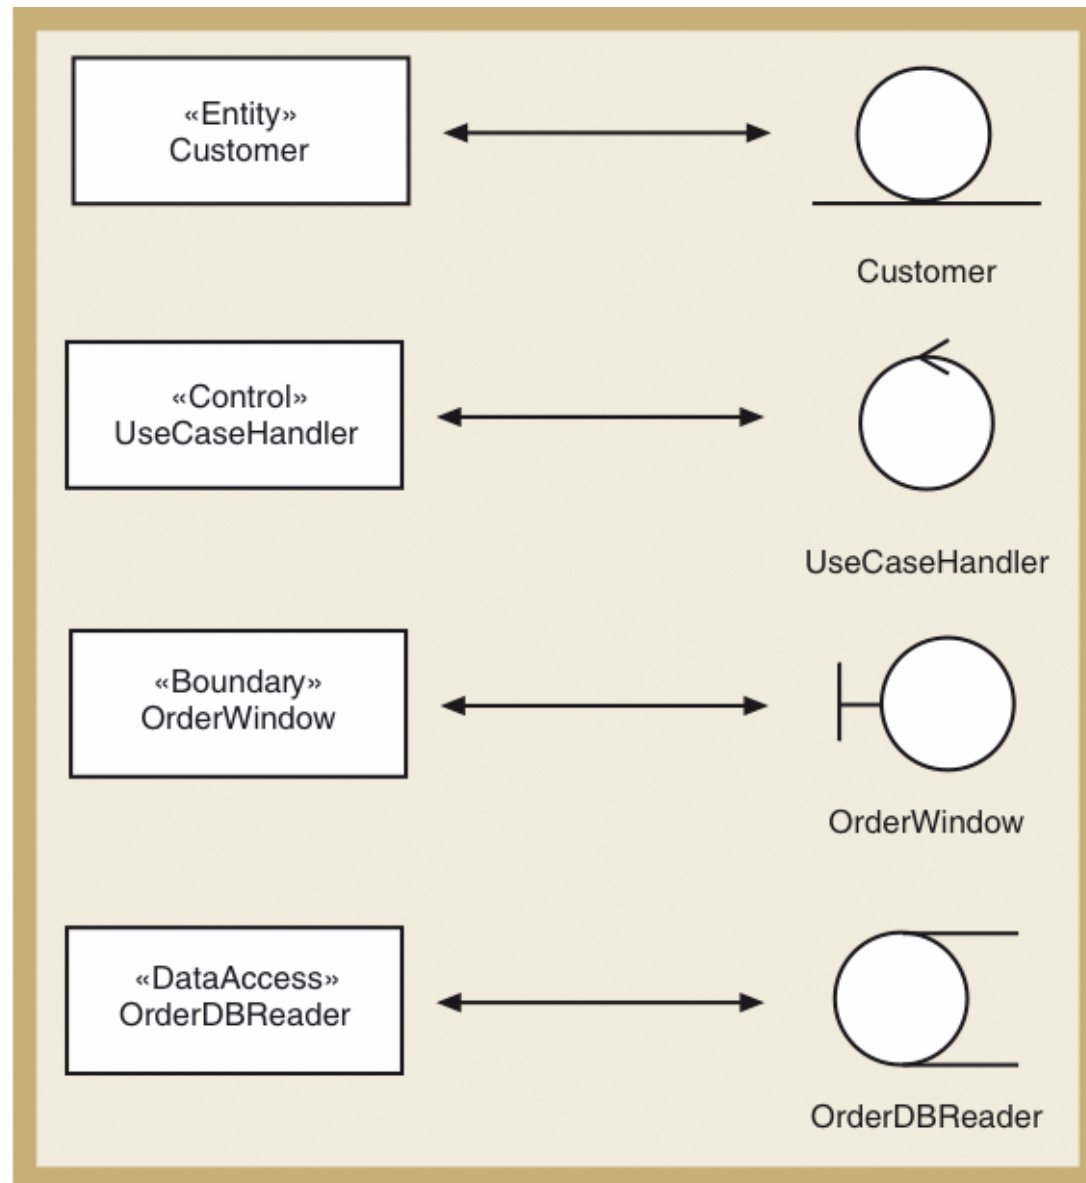 «Entity»
Customer
Customer
«Control»
UseCaseHandler
UseCaseHandler
«Boundary»
OrderWindow
OrderWindow
«DataAccess»
OrderDBReader
OrderDBReader